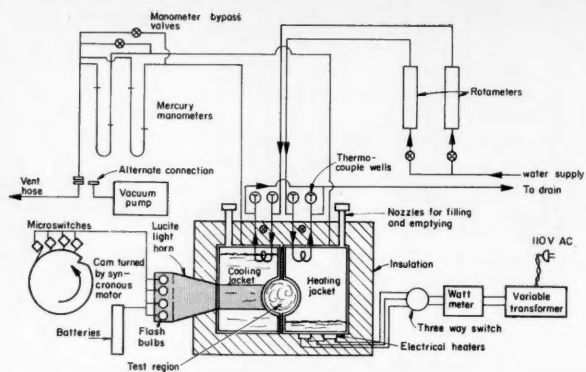 Manometer bypass
valves
Mercury
manometers
Rotameters
Vent
hose
Alternate connection
Vacuum
pump
Thermo-
couple wells
water supply
To drain
Microswitches
Lucite
light
horn
Nozzles for filling
and emptying
110V AC
Cam turned
by syn-
cronous
motor
Cooling
jacket
Heating
jacket
Insulation
Batteries
Flash
bulbs
Test region
Watt
meter
Variable
transformer
Three way switch
Electrical heaters